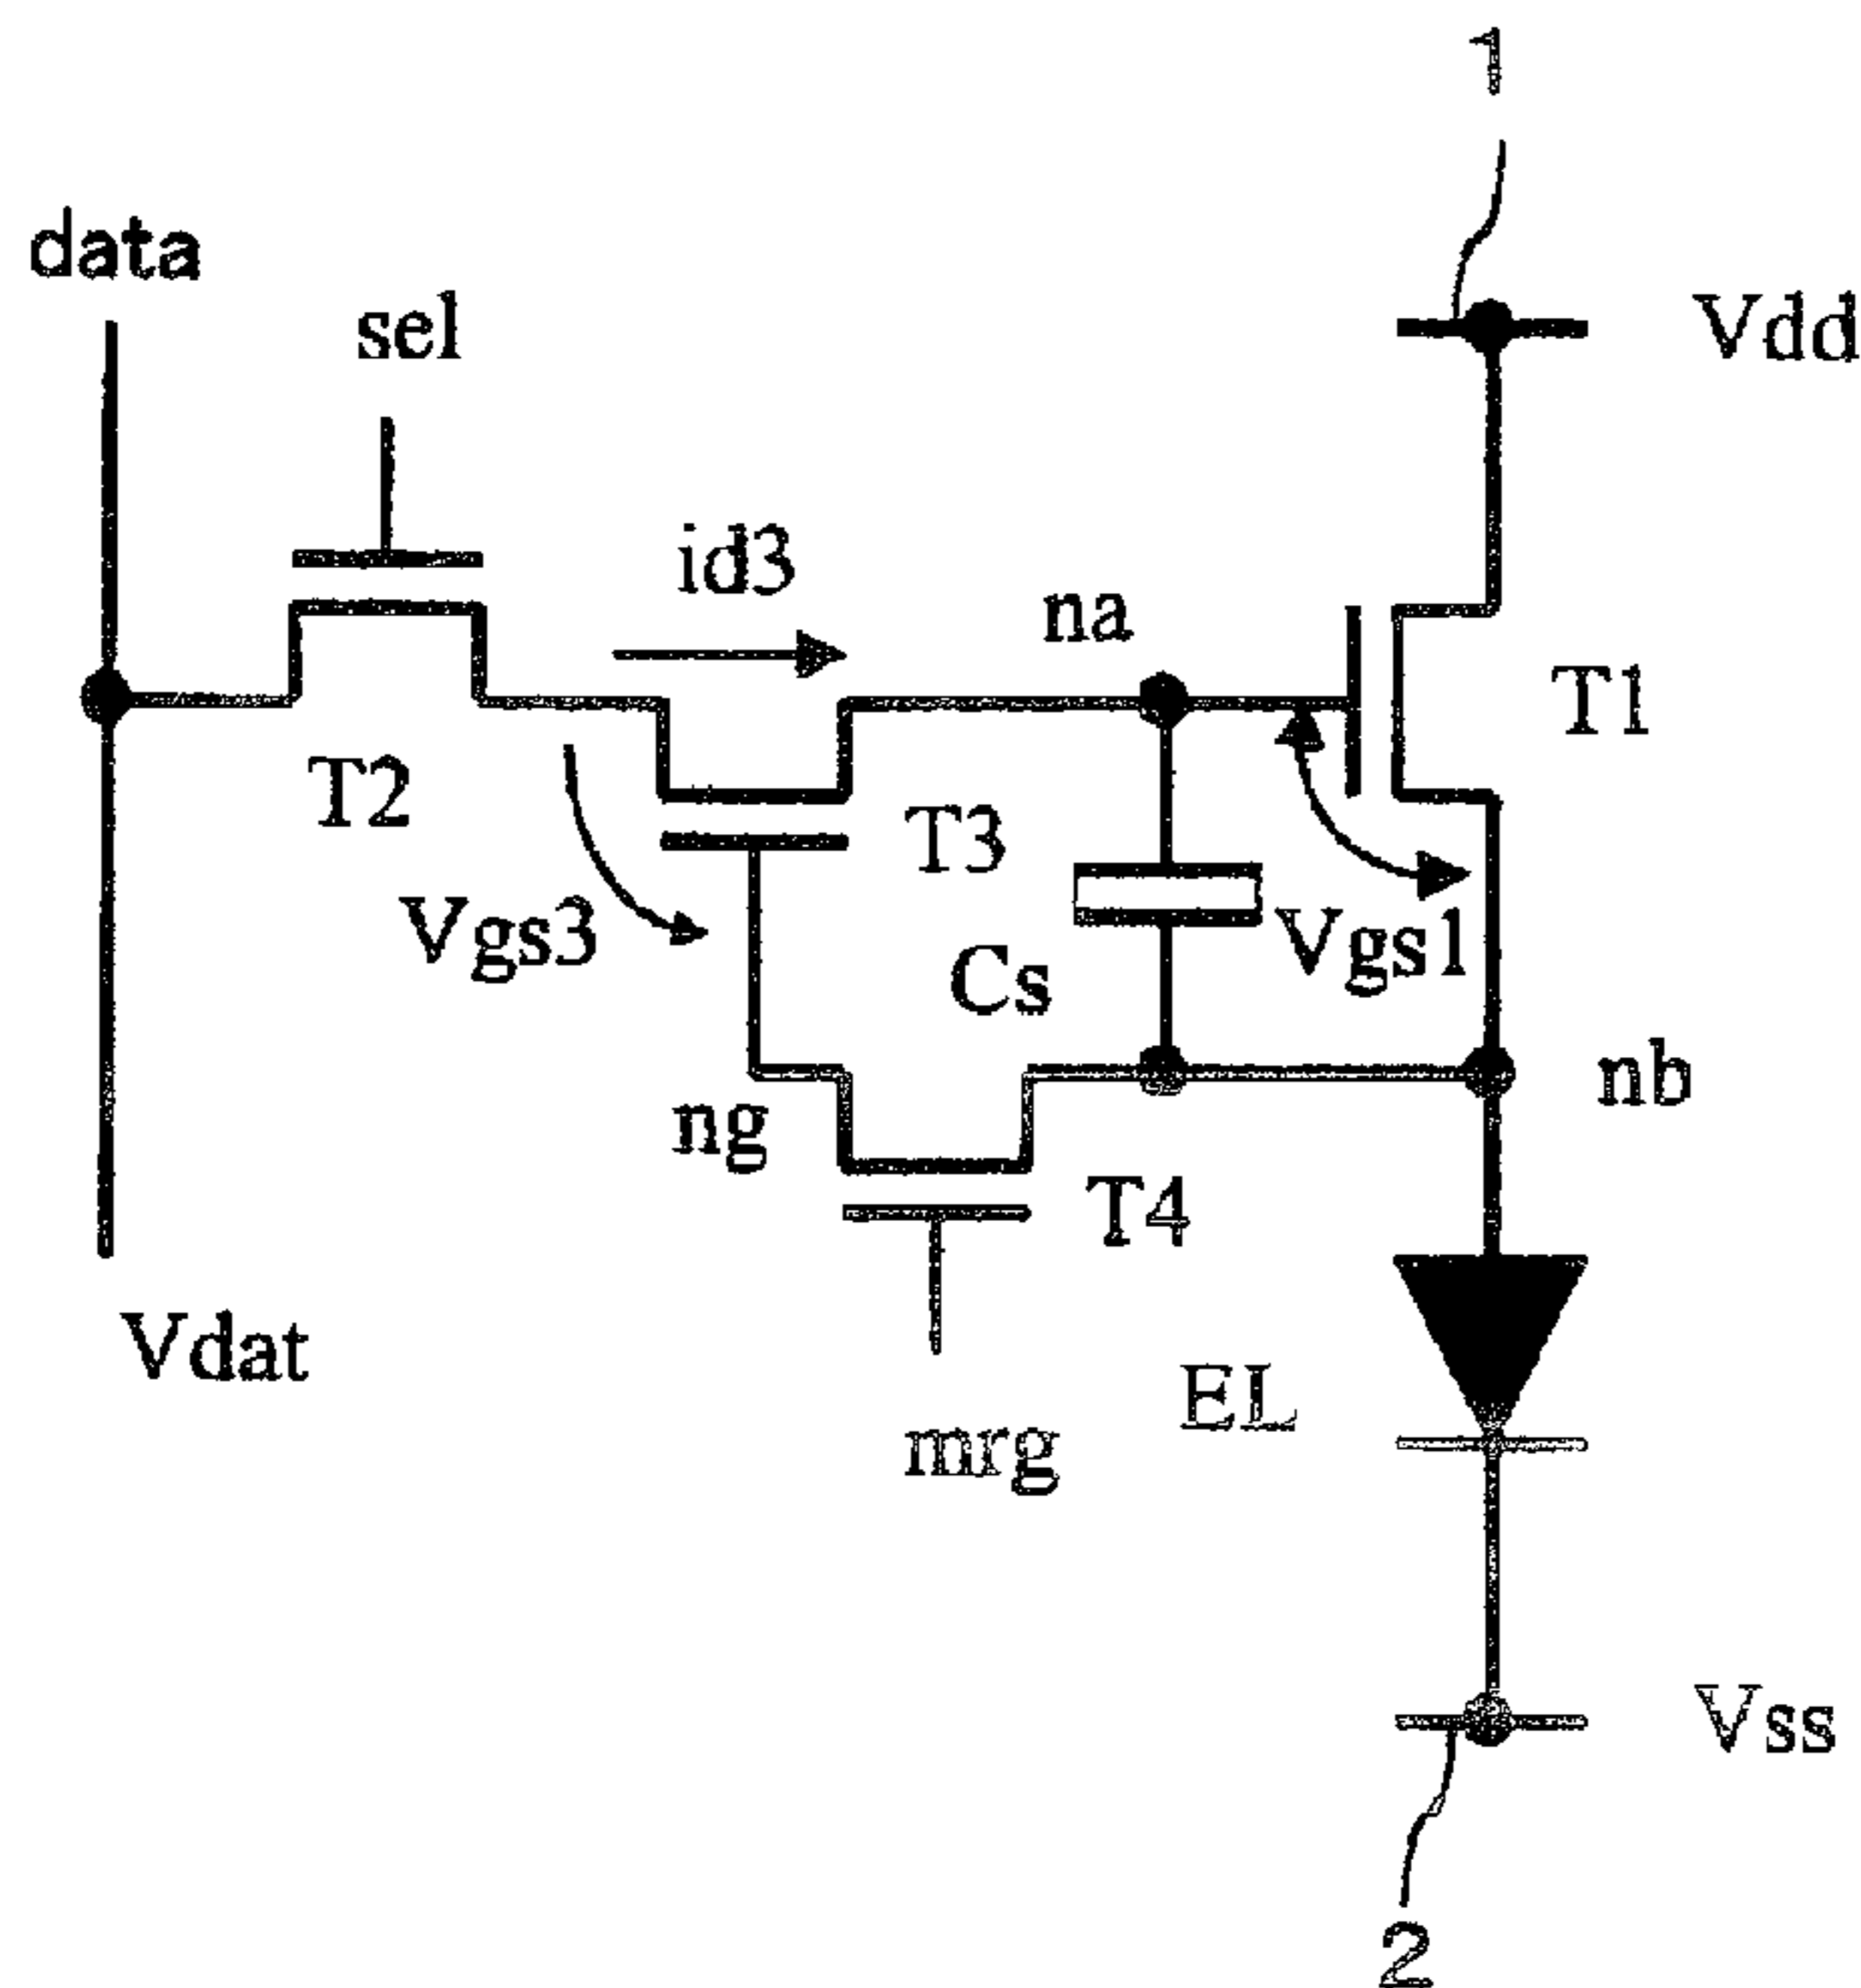 1
data
sel
Vdd
id3
na
T1
T2
T3
Vgs3
Cs
Vgs1
nb
ng
T4
Vdat
EL
mrg
Vss
2